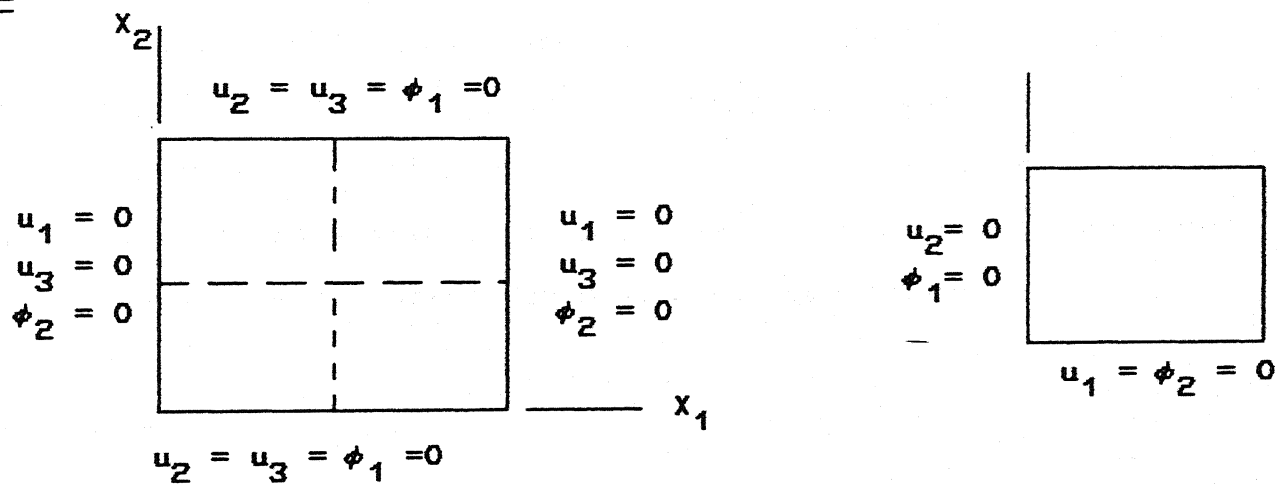 X₂
u₂ = u₃ = ϕ₁ =0
u₁ = 0
u₃ = 0
ϕ₂ = 0
u₁ = 0
u₃ = 0
ϕ₂ = 0
X₁
u₂ = u₃ = ϕ₁ =0
u₂= 0
ϕ₁= 0
u₁ = ϕ₂ = 0